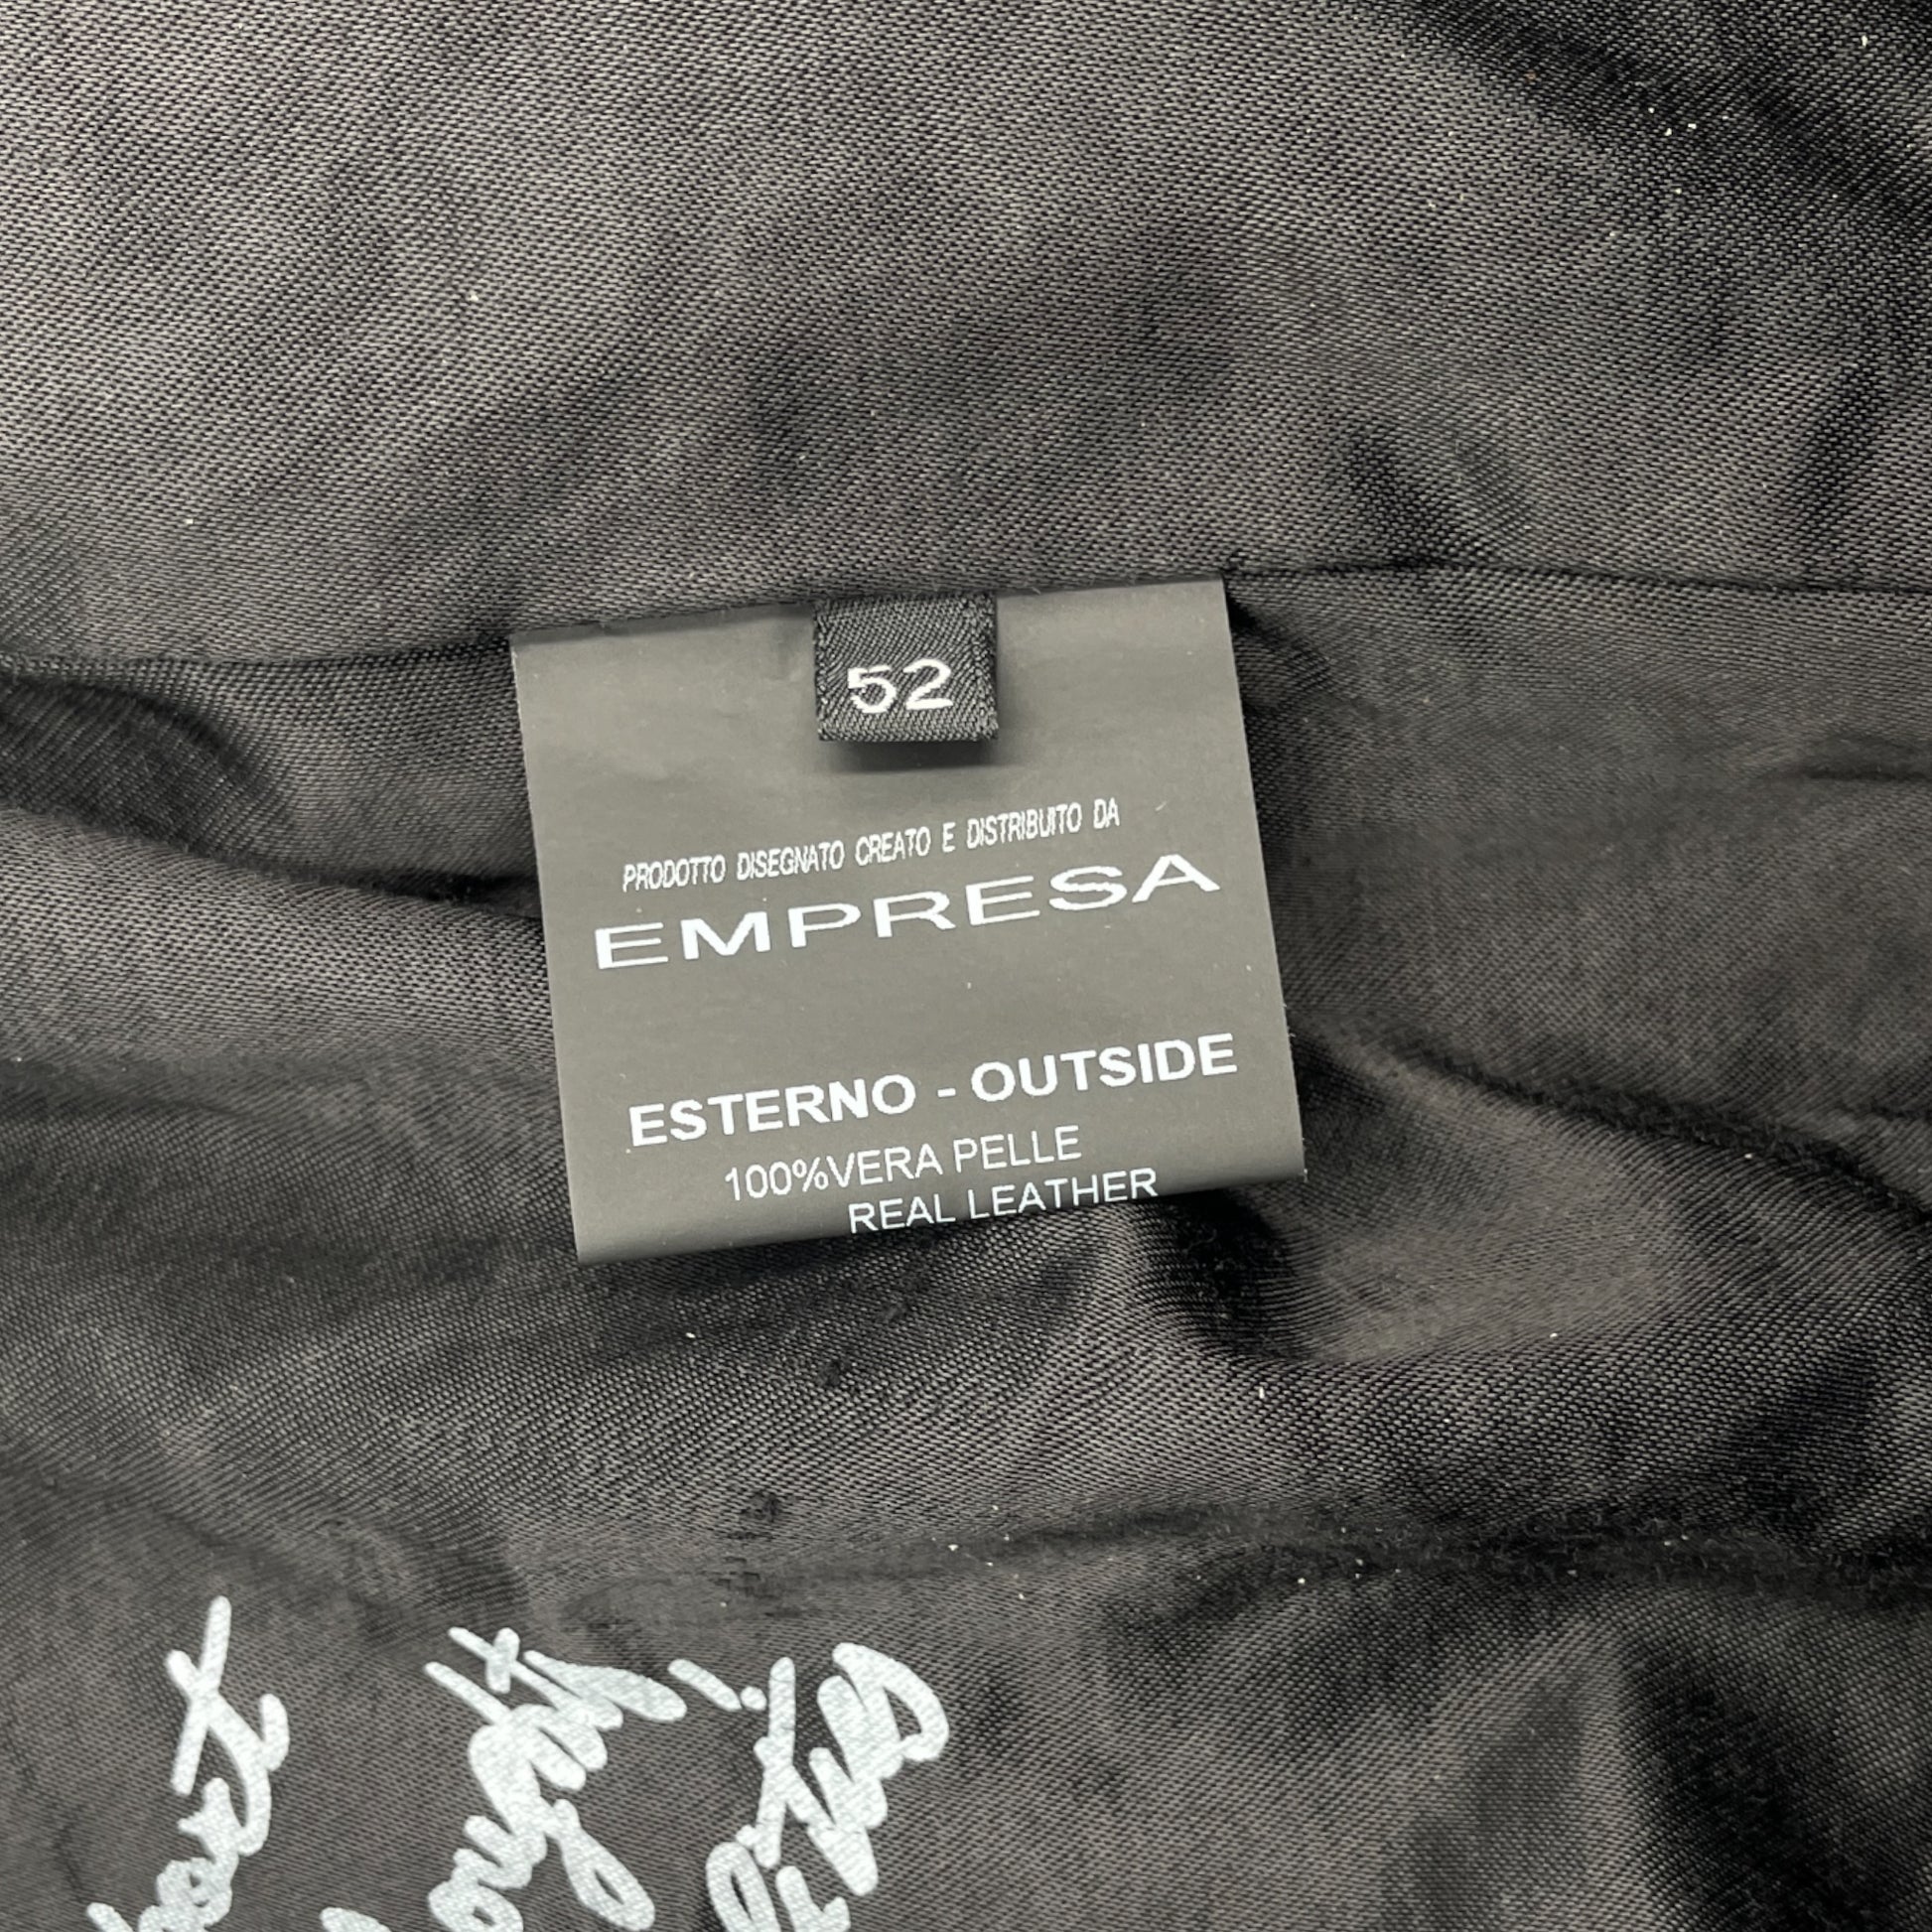 52
PRODOTTO DISEGNATO CREATO E DISTRIBUITO DA
EMPRESA
ESTERNO - OUTSIDE
100%VERA PELLE
REAL LEATHER